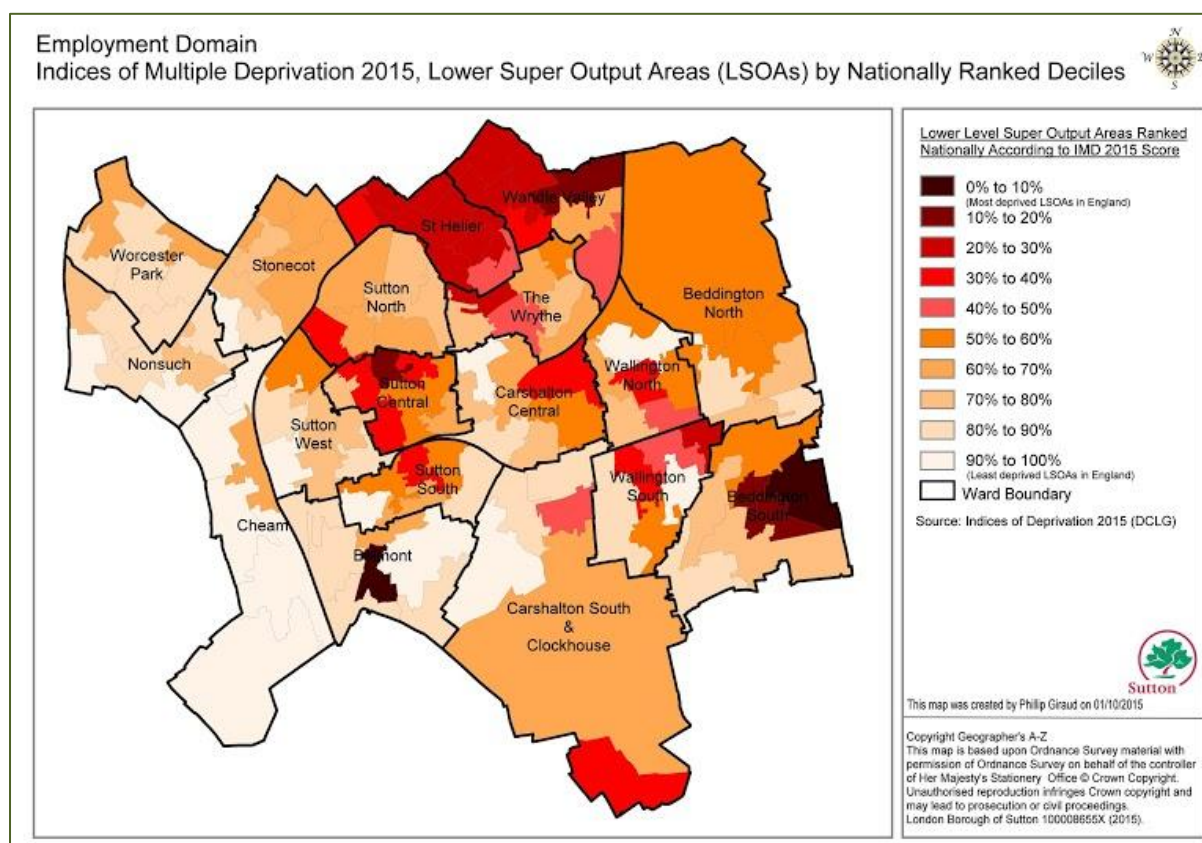 Employment Domain
Indices of Multiple Deprivation 2015, Lower Super Output Areas (LSOAs) by Nationally Ranked Deciles
N
W
S
Wandle Valley
St Helier
Worcester
Park
Stonecot
Sutton
North
The
Wrythe
Beddington
North
Nonsuch
Sutton
Central
Carshalton
Central
Wallington
North
Sutton
West
Sutton
South
Wallington
South
Beddington
South
Cheam
Belmont
Carshalton South
&
Clockhouse
Lower Level Super Output Areas Ranked
Nationally According to IMD 2015 Score
0% to 10%
(Most deprived LSOAs in England)
10% to 20%
20% to 30%
30% to 40%
40% to 50%
50% to 60%
60% to 70%
70% to 80%
80% to 90%
90% to 100%
(Least deprived LSOAs in England)
Ward Boundary
Source: Indices of Deprivation 2015 (DCLG)
Sutton
This map was created by Phillip Giraud on 01/10/2015
Copyright Geographer's A-Z
This map is based upon Ordnance Survey material with
permission of Ordnance Survey on behalf of the controller
of Her Majesty's Stationery Office © Crown Copyright.
Unauthorised reproduction infringes Crown copyright and
may lead to prosecution or civil proceedings.
London Borough of Sutton 100008655X (2015).